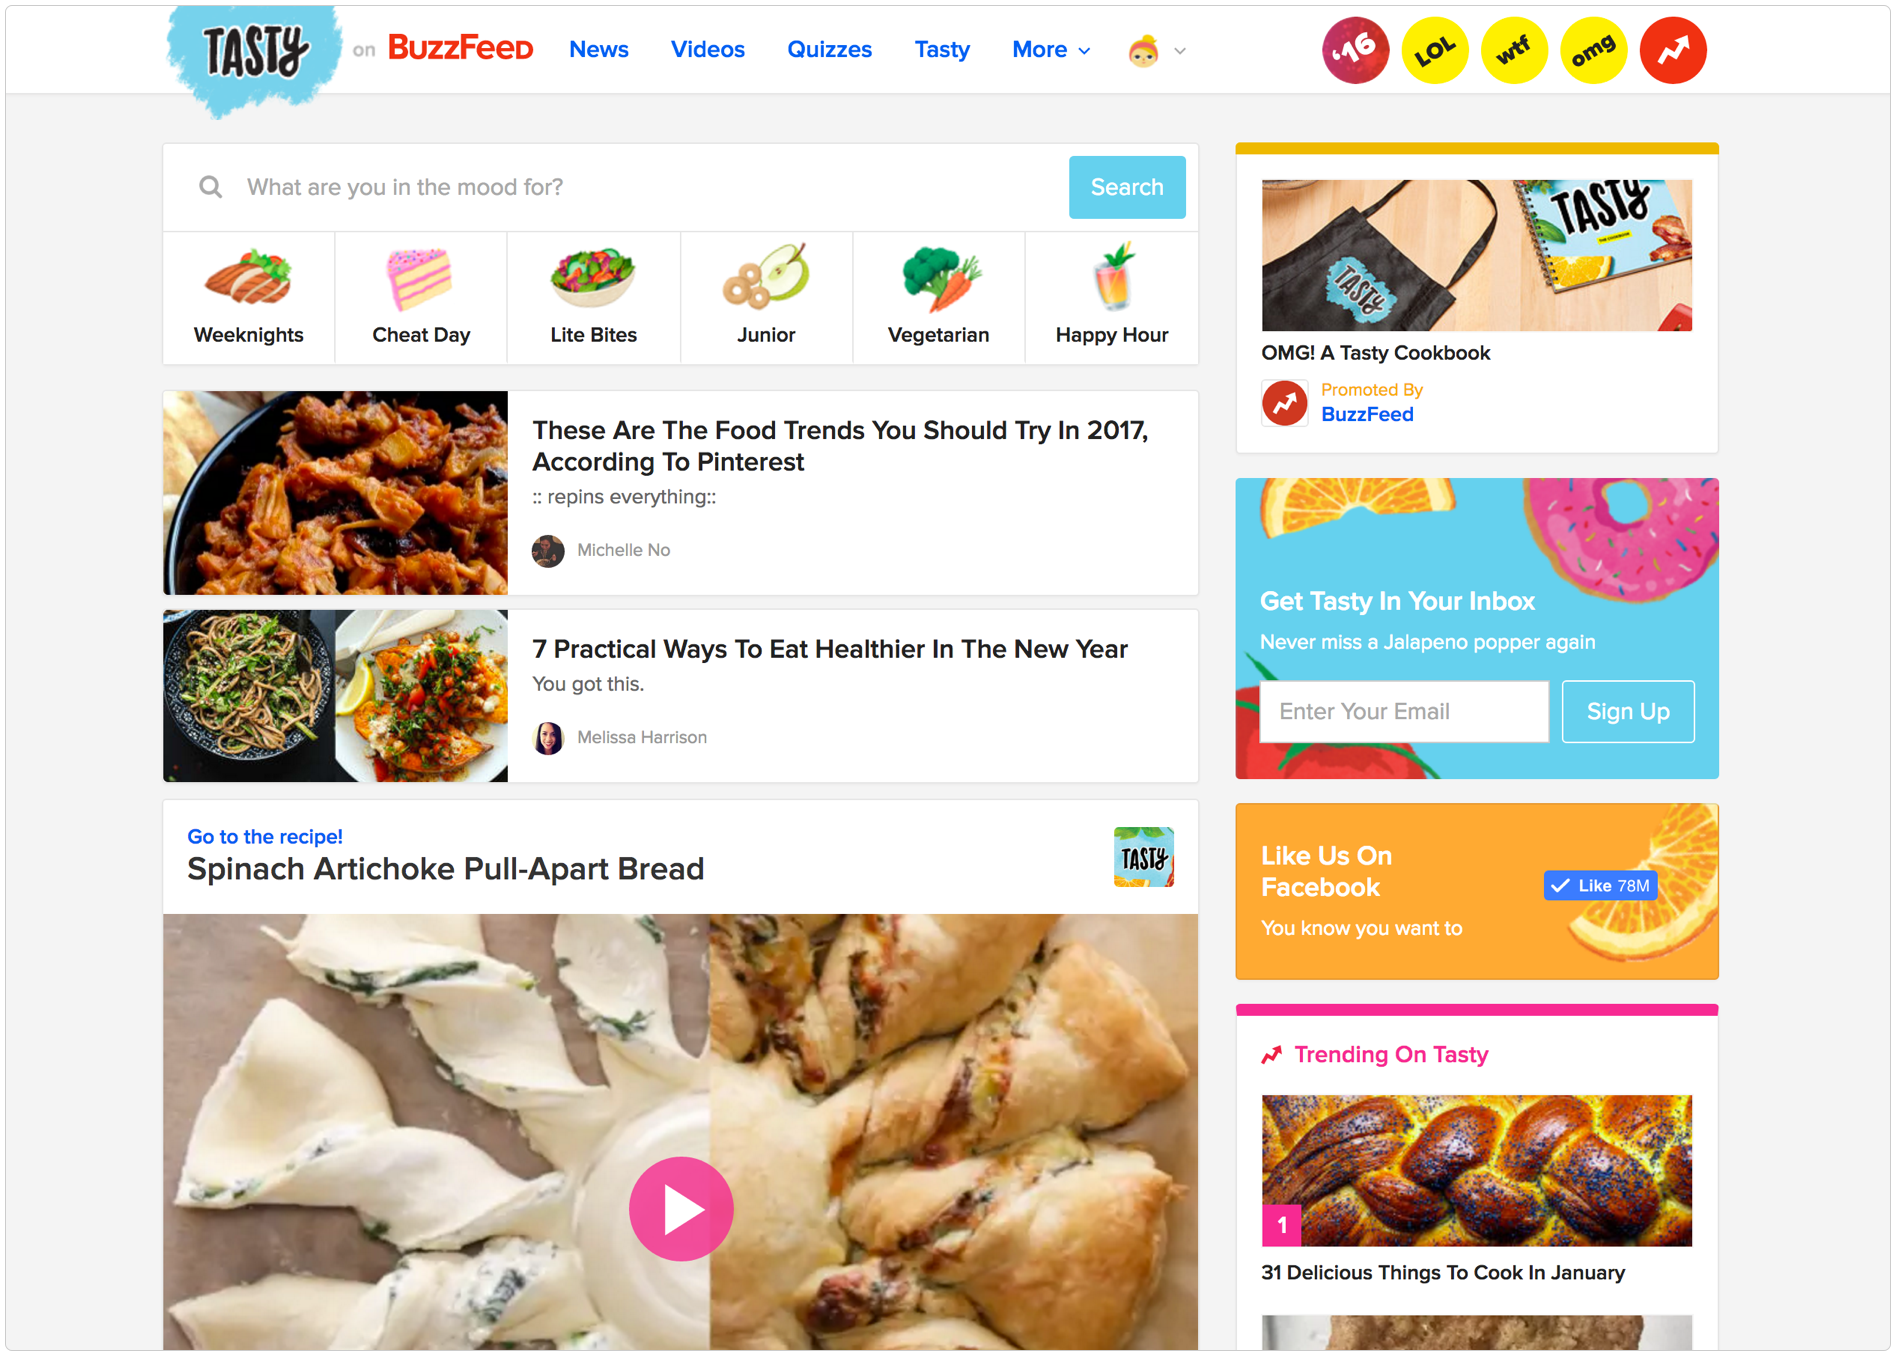 TASTY on BuzzFeeD News Videos Quizzes Tasty More '16 LOL wtf omg
What are you in the mood for? Search
Weeknights Cheat Day Lite Bites Junior Vegetarian Happy Hour
These Are The Food Trends You Should Try In 2017,
According To Pinterest
:: repins everything::
Michelle No
7 Practical Ways To Eat Healthier In The New Year
You got this.
Melissa Harrison
Go to the recipe!
Spinach Artichoke Pull-Apart Bread
TASTY
TASTY
TASTY
THE COOKBOOK
OMG! A Tasty Cookbook
Promoted By
BuzzFeed
Get Tasty In Your Inbox
Never miss a Jalapeno popper again
Enter Your Email Sign Up
Like Us On
Facebook
Like 78M
You know you want to
Trending On Tasty
1
31 Delicious Things To Cook In January